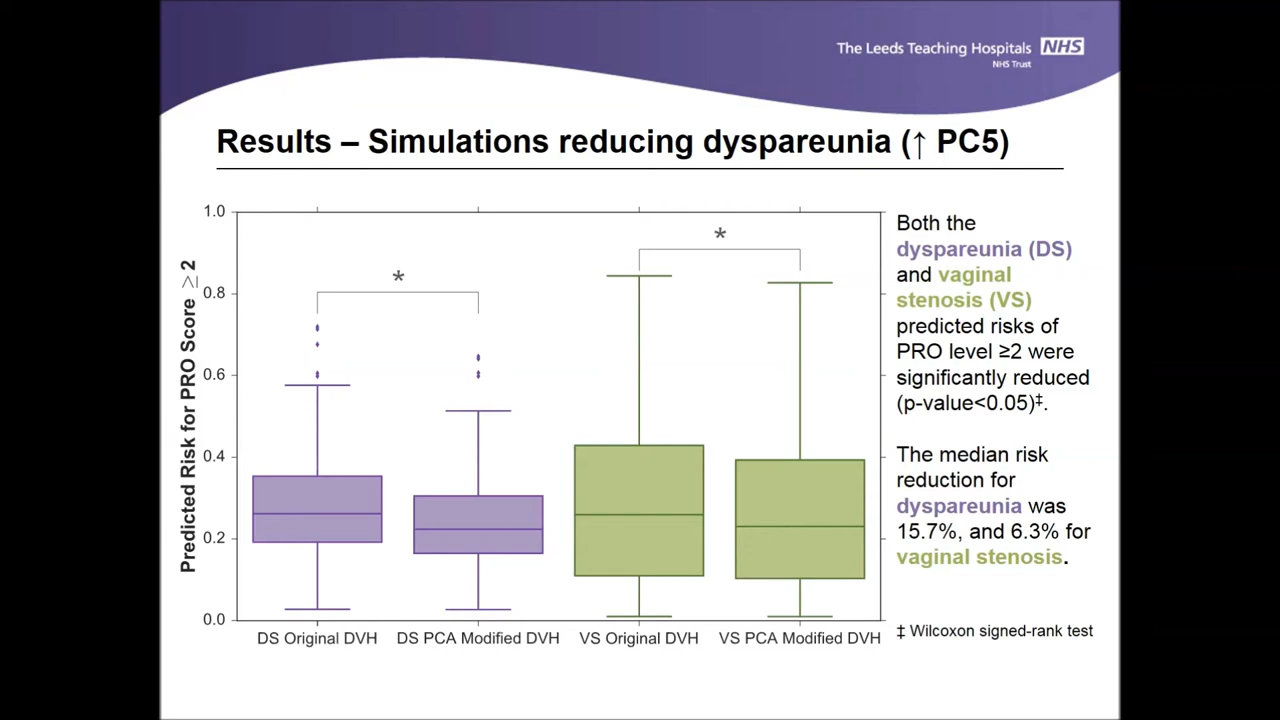 The Leeds Teaching Hospitals NHS
NHS Trust
Results – Simulations reducing dyspareunia (↑ PC5)
Predicted Risk for PRO Score ≥ 2
1.0
0.8
0.6
0.4
0.2
0.0
*
*
DS Original DVH
DS PCA Modified DVH
VS Original DVH
VS PCA Modified DVH
Both the
dyspareunia (DS)
and vaginal
stenosis (VS)
predicted risks of
PRO level ≥2 were
significantly reduced
(p-value<0.05)‡.
The median risk
reduction for
dyspareunia was
15.7%, and 6.3% for
vaginal stenosis.
‡ Wilcoxon signed-rank test